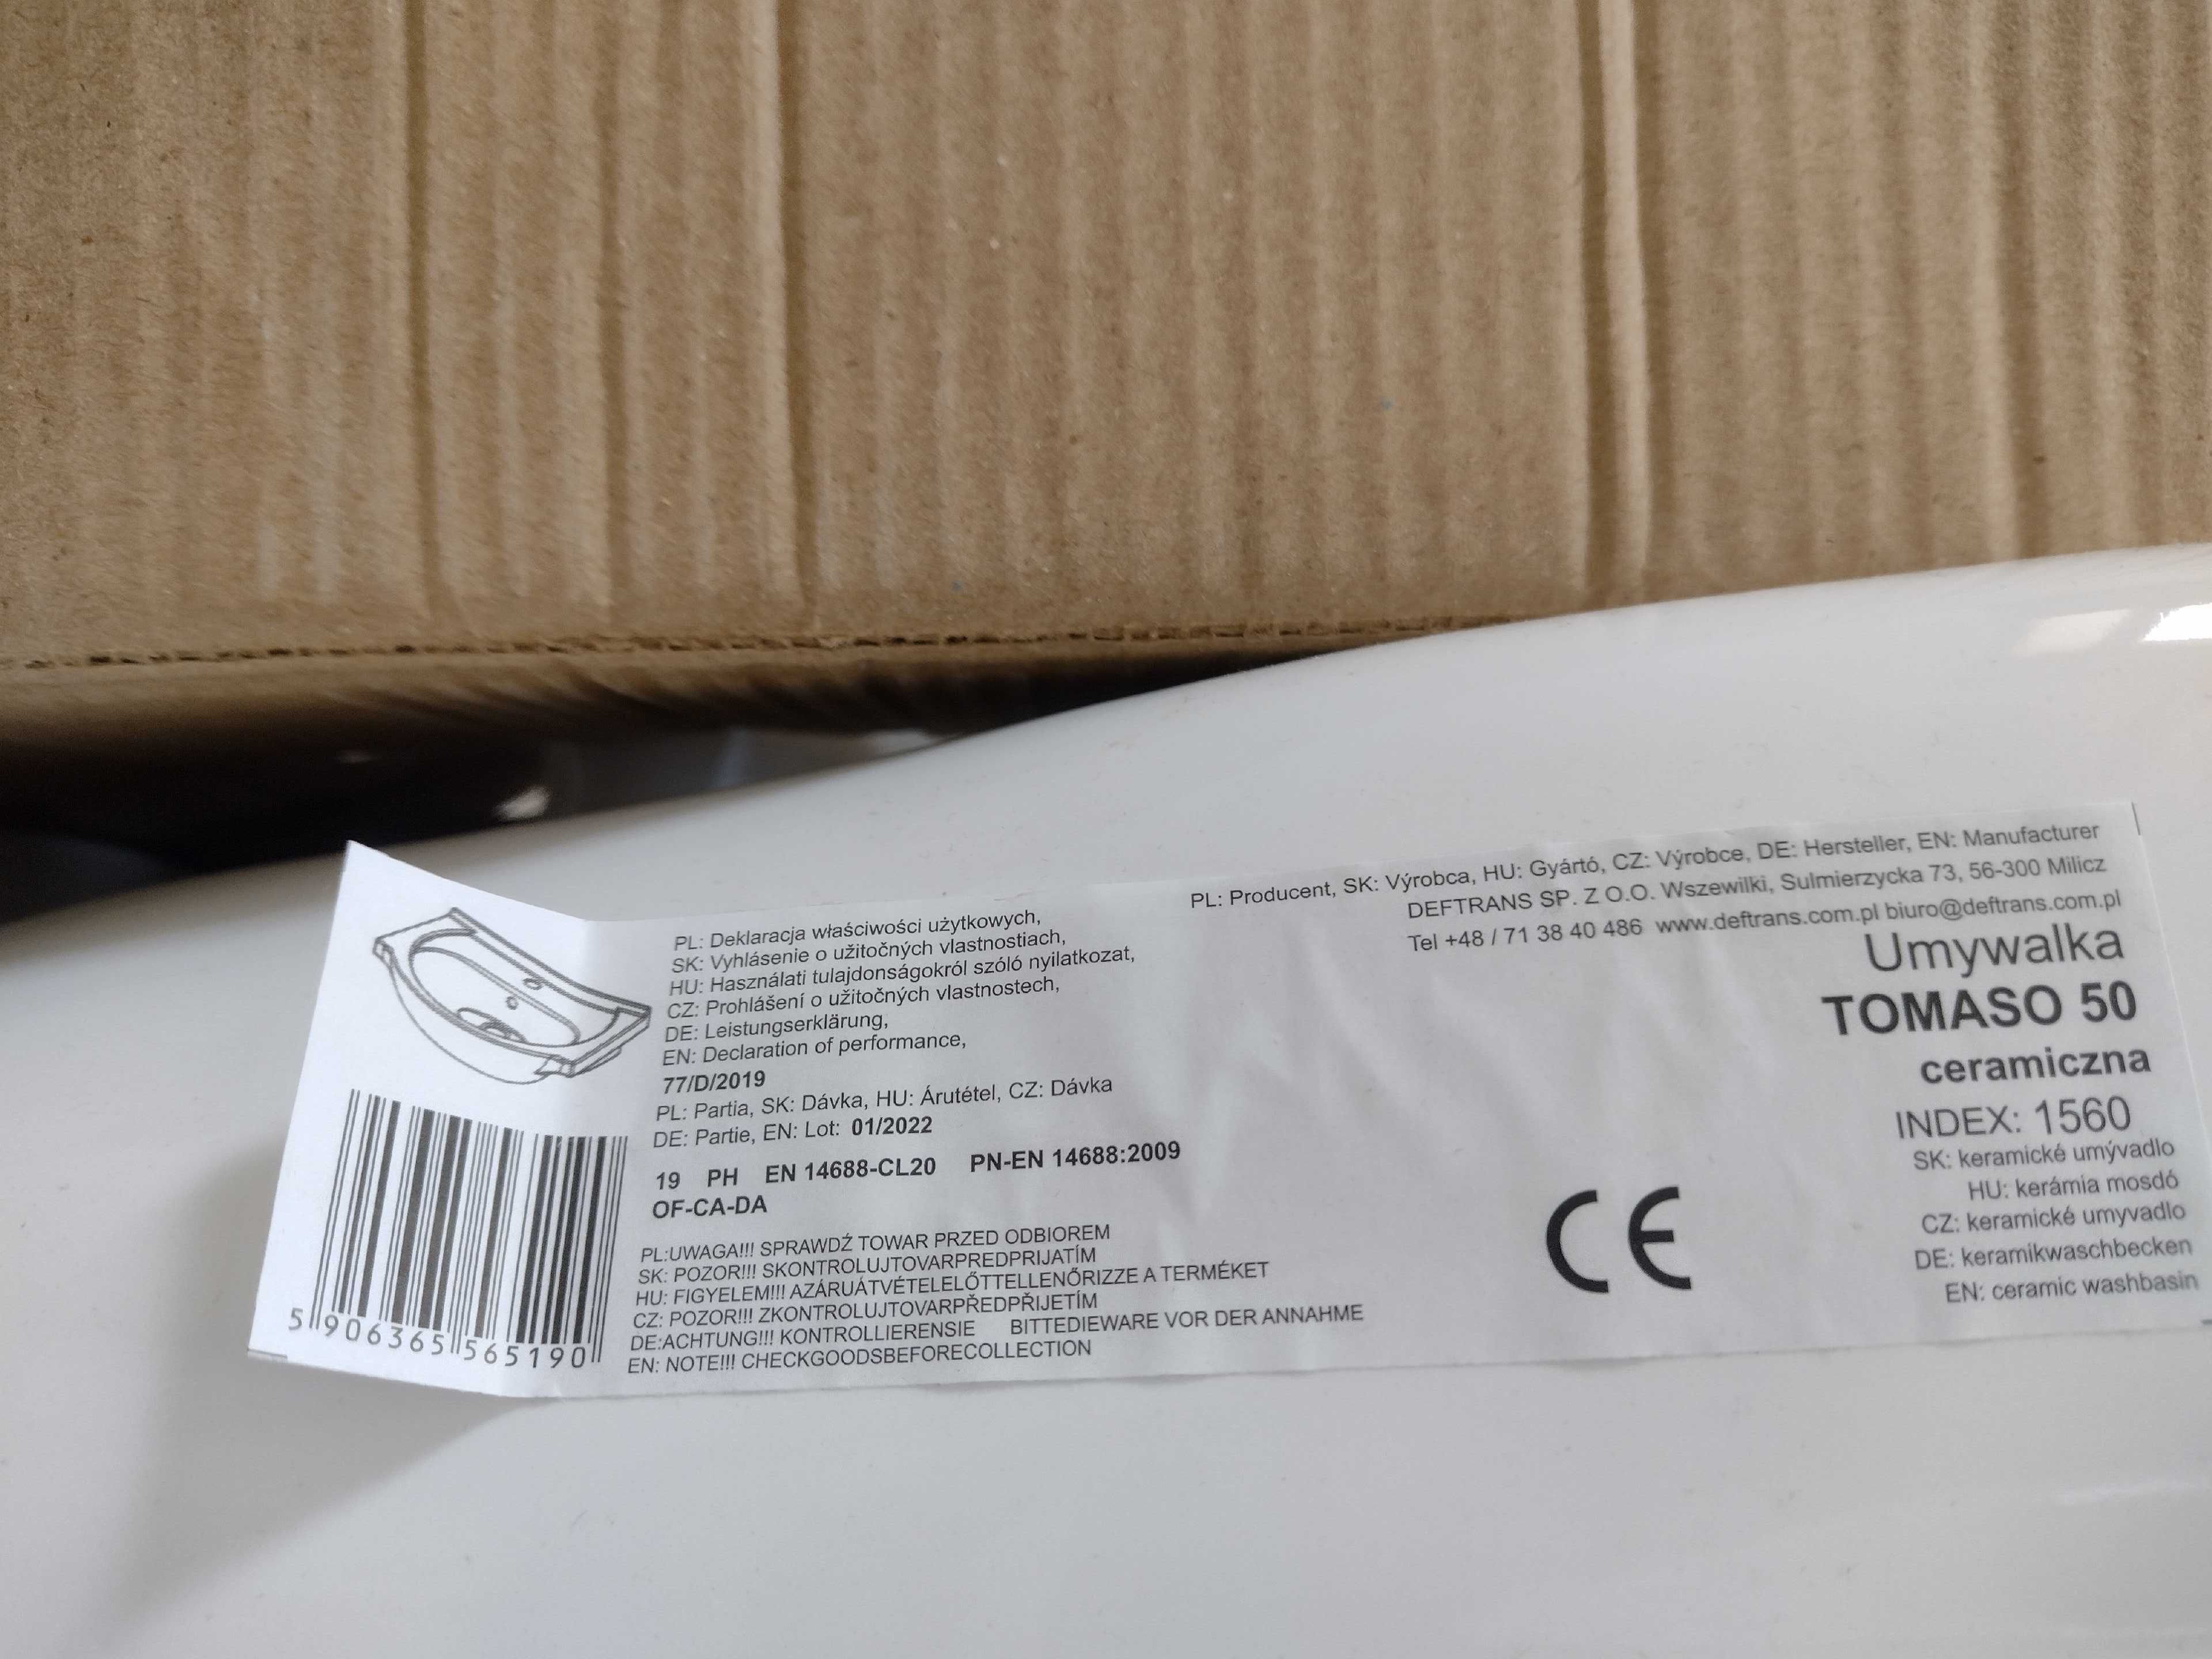 PL: Deklaracja właściwości użytkowych,
SK: Vyhlásenie o užitočných vlastnostiach,
HU: Használati tulajdonságokról szóló nyilatkozat,
CZ: Prohlášení o užitočných vlastnostech,
DE: Leistungserklärung,
EN: Declaration of performance,
77/D/2019
PL: Partia, SK: Dávka, HU: Árutétel, CZ: Dávka
DE: Partie, EN: Lot: 01/2022
19 PH EN 14688-CL20 PN-EN 14688:2009
OF-CA-DA
PL:UWAGA!!! SPRAWDŹ TOWAR PRZED ODBIOREM
SK: POZOR!!! SKONTROLUJTOVARPREDPRIJATÍM
HU: FIGYELEM!!! AZÁRUÁTVÉTELELŐTTELLENŐRIZZE A TERMÉKET
CZ: POZOR!!! ZKONTROLUJTOVARPŘEDPŘIJETÍM
DE:ACHTUNG!!! KONTROLLIERENSIE BITTEDIEWARE VOR DER ANNAHME
EN: NOTE!!! CHECKGOODSBEFORECOLLECTION
5 906365 565190
PL: Producent, SK: Výrobca, HU: Gyártó, CZ: Výrobce, DE: Hersteller, EN: Manufacturer
DEFTRANS SP. Z O.O. Wszewilki, Sulmierzycka 73, 56-300 Milicz
Tel +48 / 71 38 40 486 www.deftrans.com.pl biuro@deftrans.com.pl
Umywalka
TOMASO 50
ceramiczna
INDEX: 1560
SK: keramické umývadlo
HU: kerámia mosdó
CZ: keramické umyvadlo
DE: keramikwaschbecken
EN: ceramic washbasin
CE